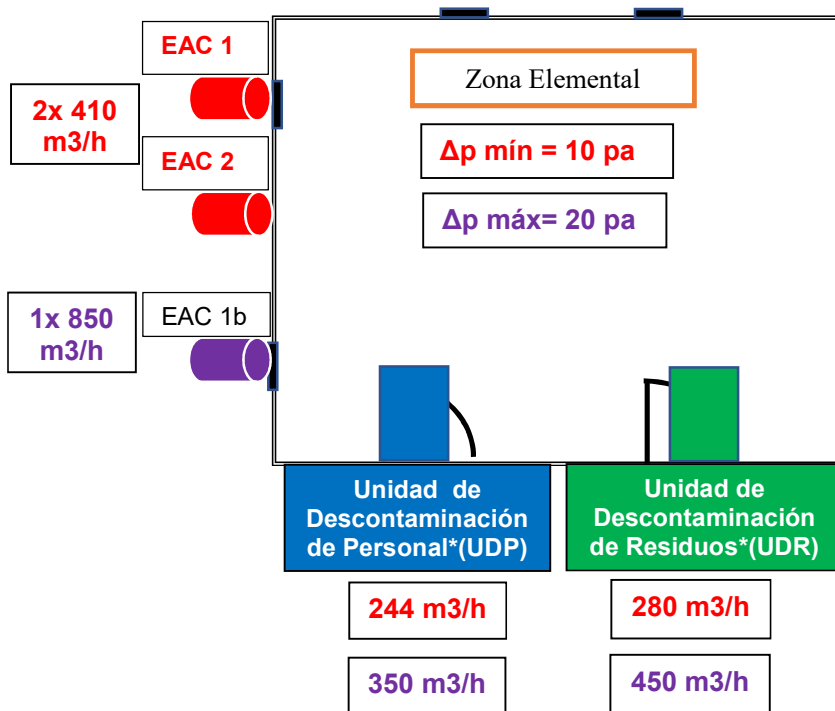 EAC 1
2x 410
m3/h
EAC 2
1x 850
m3/h
EAC 1b
Zona Elemental
Δp mín = 10 pa
Δp máx= 20 pa
Unidad de
Descontaminación
de Personal*(UDP)
Unidad de
Descontaminación
de Residuos*(UDR)
244 m3/h
280 m3/h
350 m3/h
450 m3/h